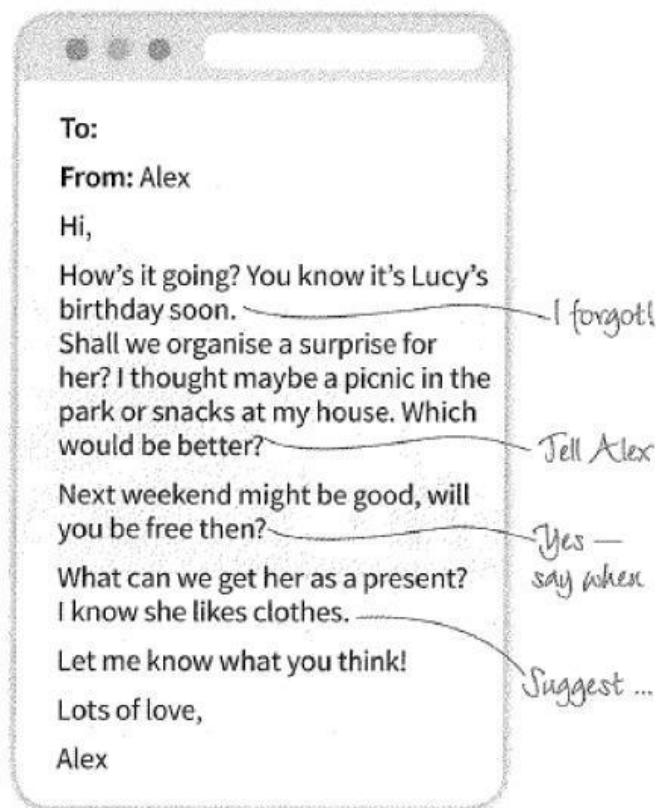 To:
From: Alex
Hi,
How's it going? You know it's Lucy's
birthday soon.
I forgot!
Shall we organise a surprise for
her? I thought maybe a picnic in the
park or snacks at my house. Which
would be better?
Tell Alex
Next weekend might be good, will
you be free then?
Yes —
say when
What can we get her as a present?
I know she likes clothes.
Suggest ...
Let me know what you think!
Lots of love,
Alex